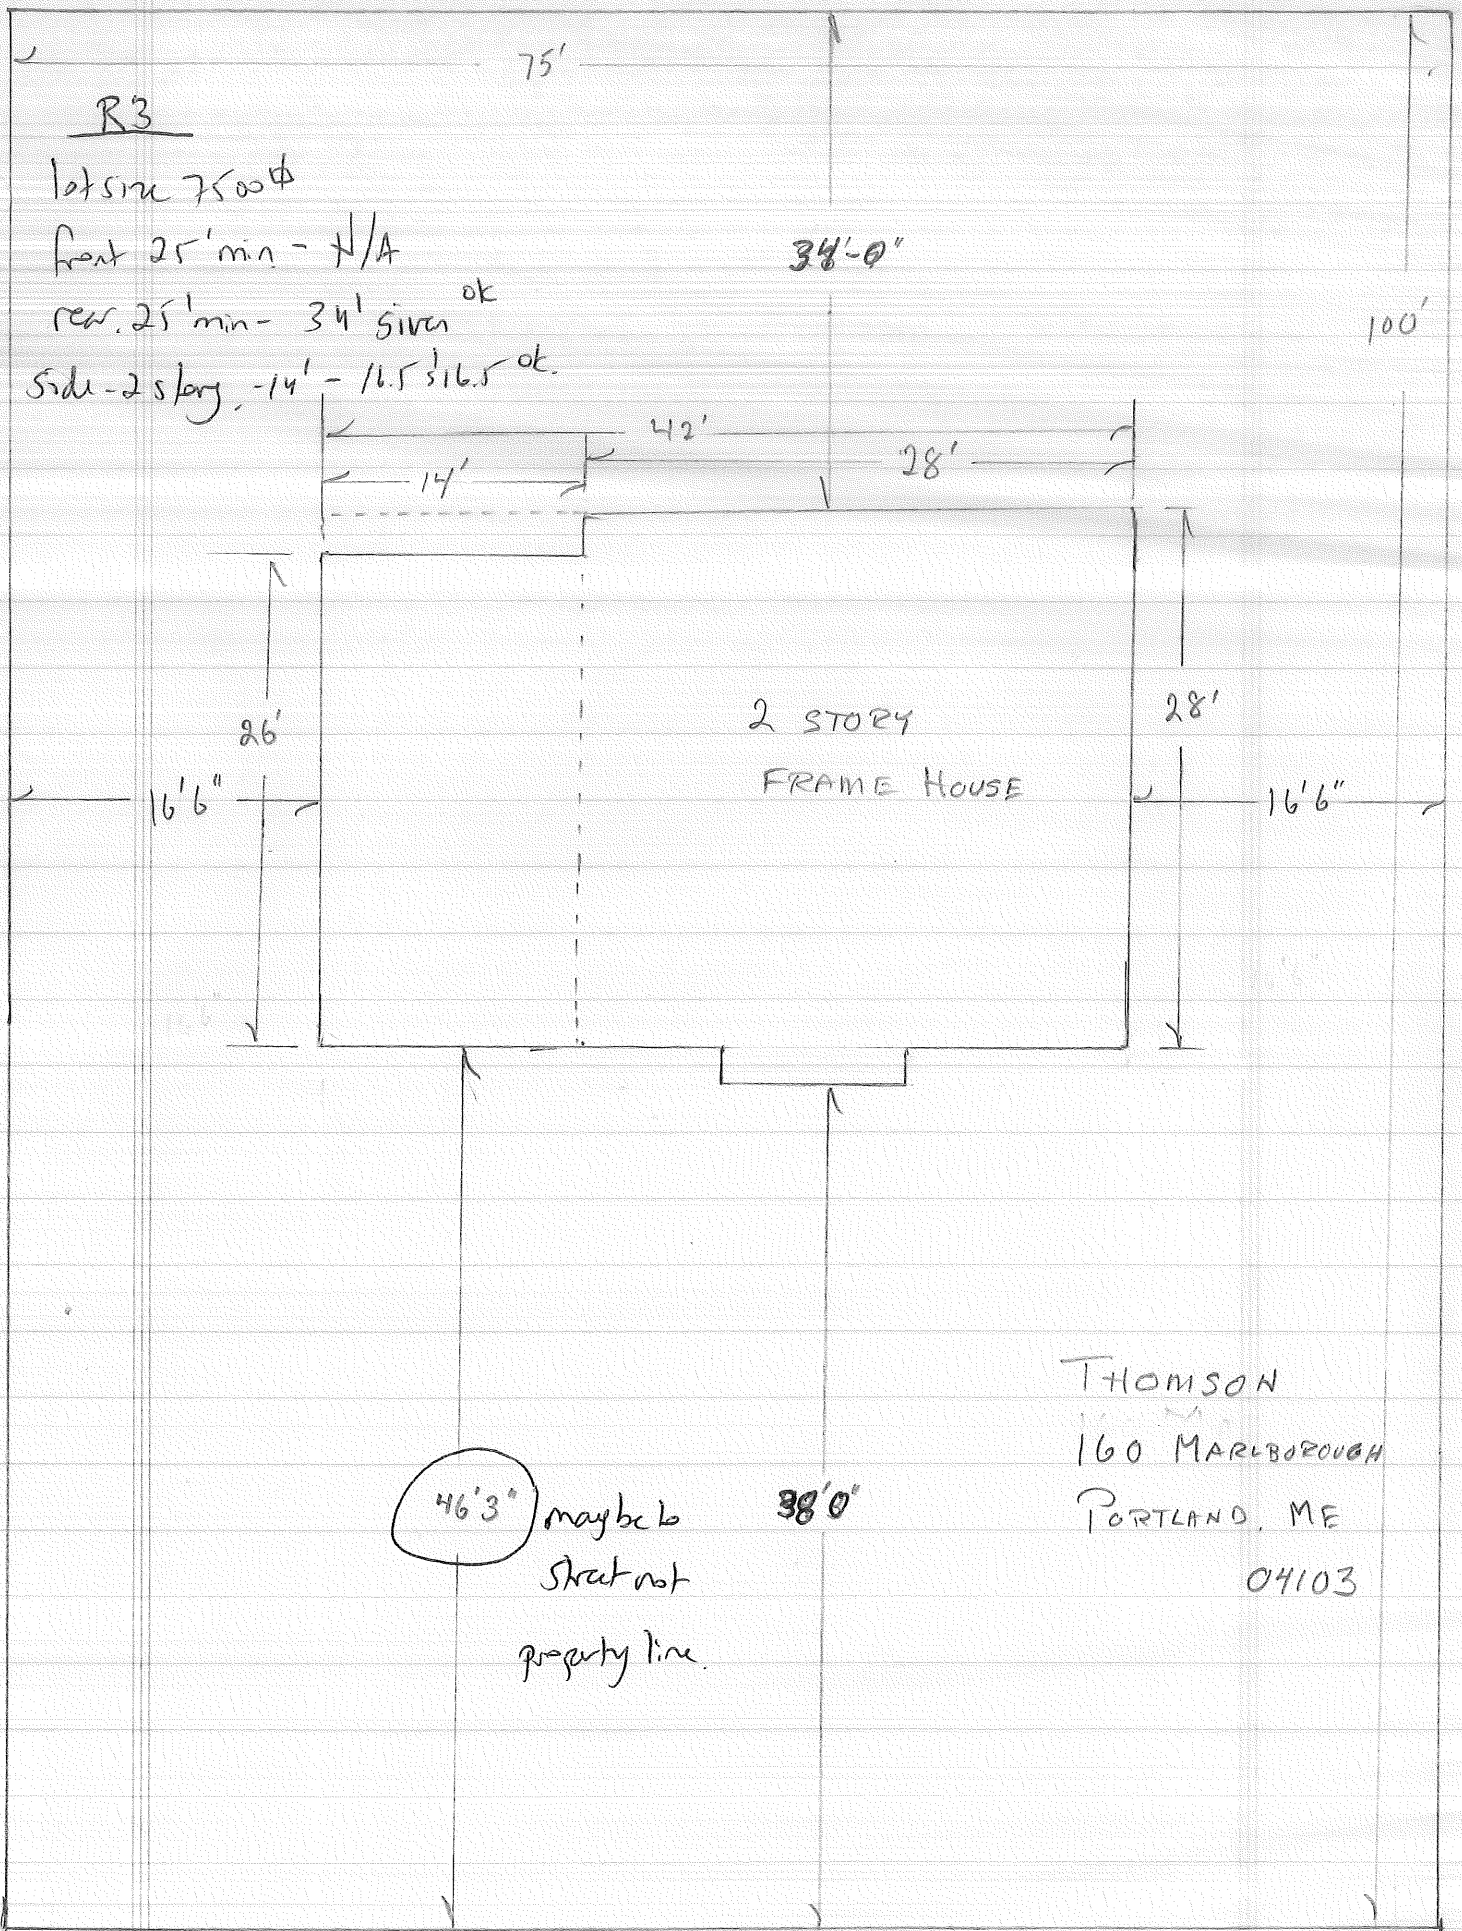 75'
R3
lot size 7500⌀
front 25' min - N/A
rear. 25' min - 34' given ok
side - 2 story. - 14' - 16.5' & 16.5 ok.
34'-0"
100'
42'
14'
28'
26'
28'
2 STORY
FRAME HOUSE
16'6"
16'6"
46'3" maybe to
street not
property line.
38'0"
THOMSON
160 MARLBOROUGH
PORTLAND, ME
04103